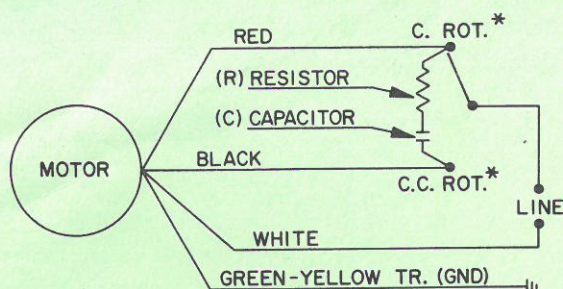 C. ROT.*
RED
(R) RESISTOR
(C) CAPACITOR
MOTOR
BLACK
C.C. ROT.*
LINE
WHITE
GREEN-YELLOW TR. (GND)